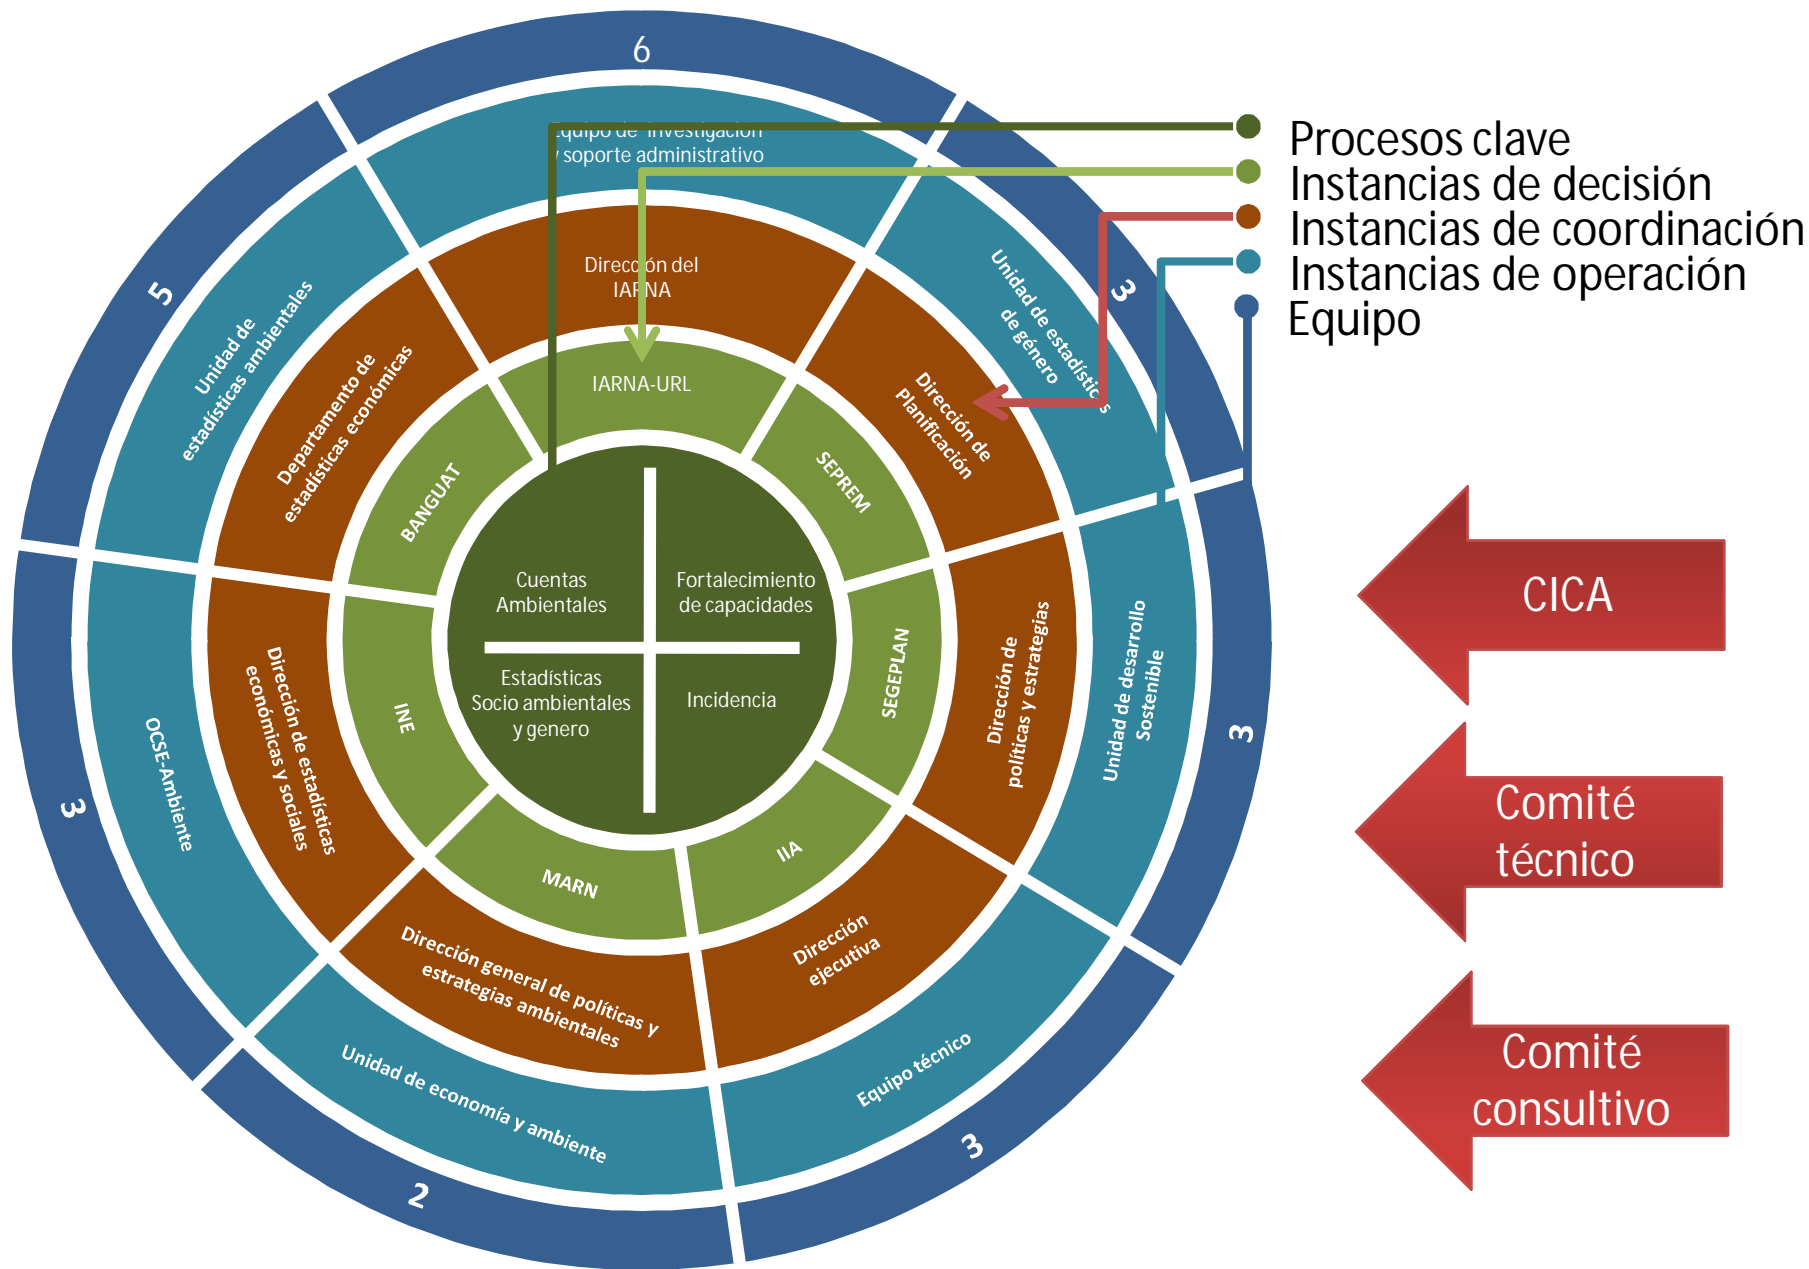 6
Equipo de investigación
y soporte administrativo
Procesos clave
Instancias de decisión
Instancias de coordinación
Instancias de operación
Equipo
Dirección del
IARNA
IARNA-URL
3
Unidad de estadísticas
de género
Dirección de
Planificación
SEPREM
3
Unidad de desarrollo
Sostenible
Dirección de
políticas y estrategias
SEGEPLAN
3
Equipo técnico
Dirección
ejecutiva
IIA
2
Unidad de economía y ambiente
Dirección general de políticas y
estrategias ambientales
MARN
3
OCSE-Ambiente
Dirección de estadísticas
económicas y sociales
INE
5
Unidad de
estadísticas ambientales
Departamento de
estadísticas económicas
BANGUAT
Cuentas
Ambientales
Fortalecimiento
de capacidades
Estadísticas
Socio ambientales
y genero
Incidencia
CICA
Comité
técnico
Comité
consultivo